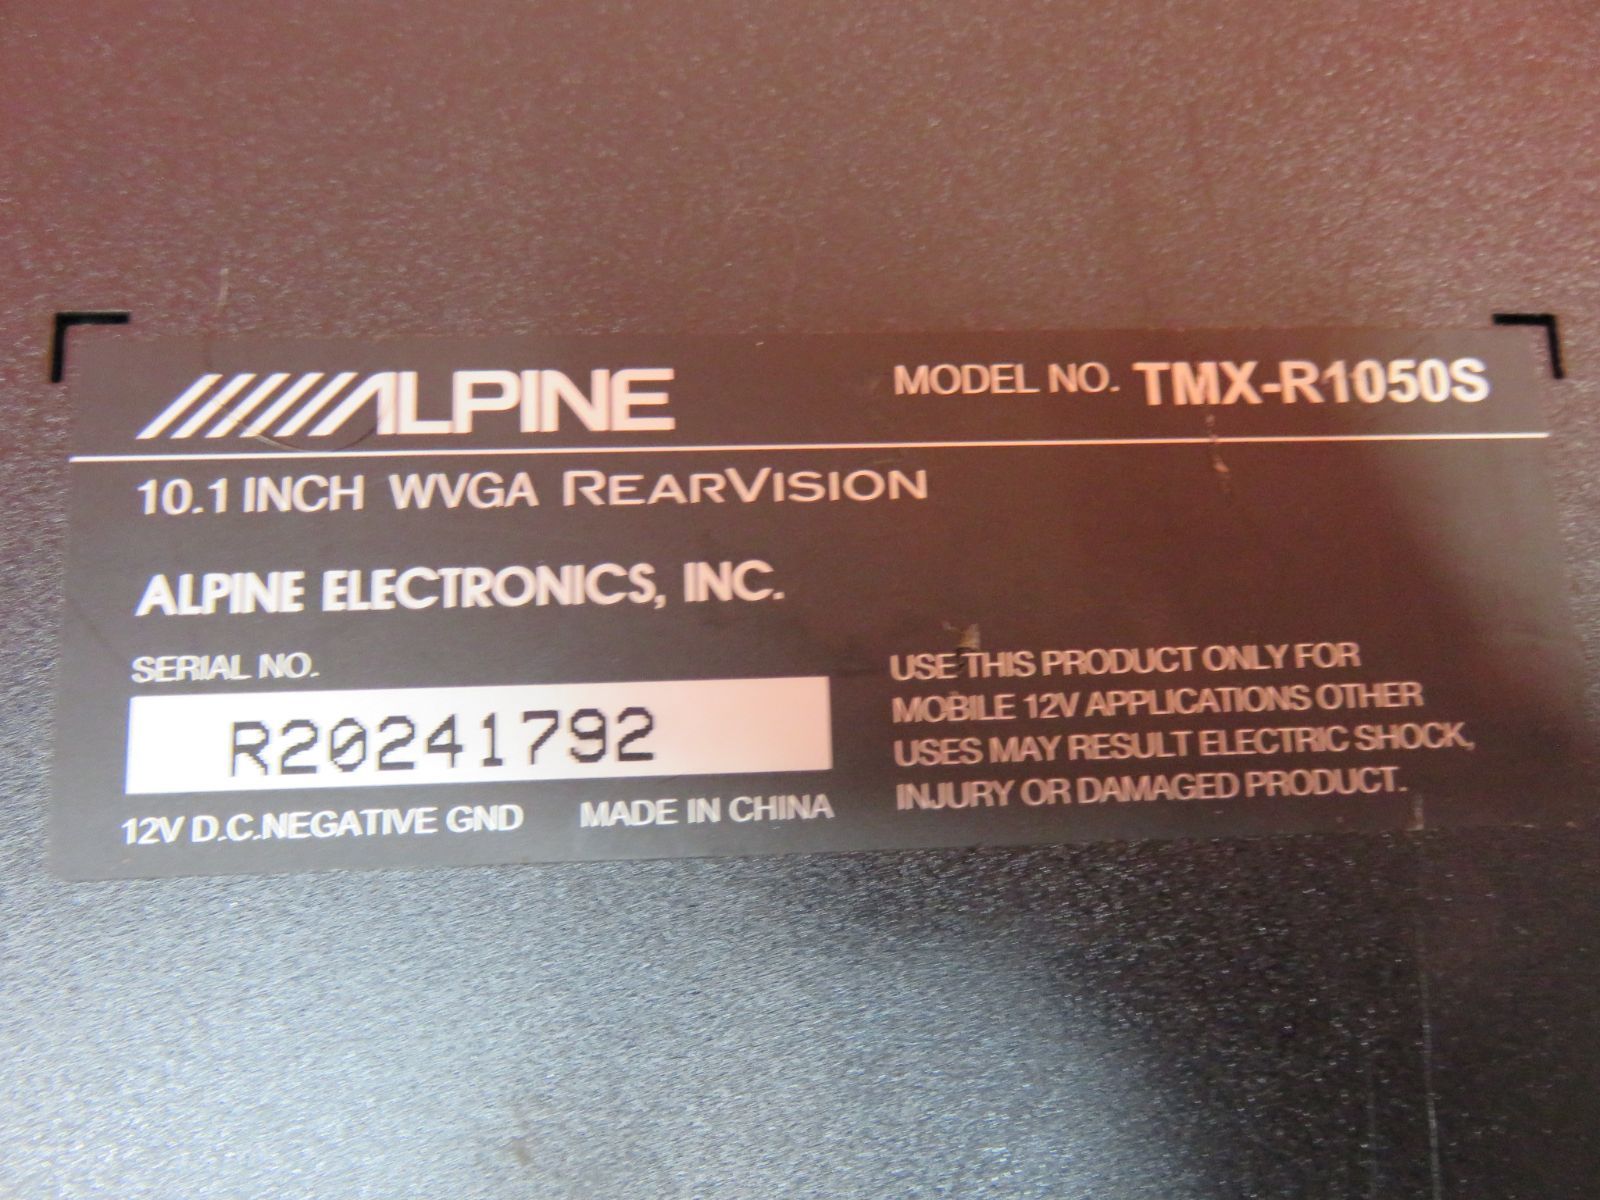 ALPINE MODEL NO. TMX-R1050S
10.1 INCH WVGA REARVISION
ALPINE ELECTRONICS, INC.
SERIAL NO.
R20241792
12V D.C.NEGATIVE GND MADE IN CHINA
USE THIS PRODUCT ONLY FOR
MOBILE 12V APPLICATIONS OTHER
USES MAY RESULT ELECTRIC SHOCK,
INJURY OR DAMAGED PRODUCT.